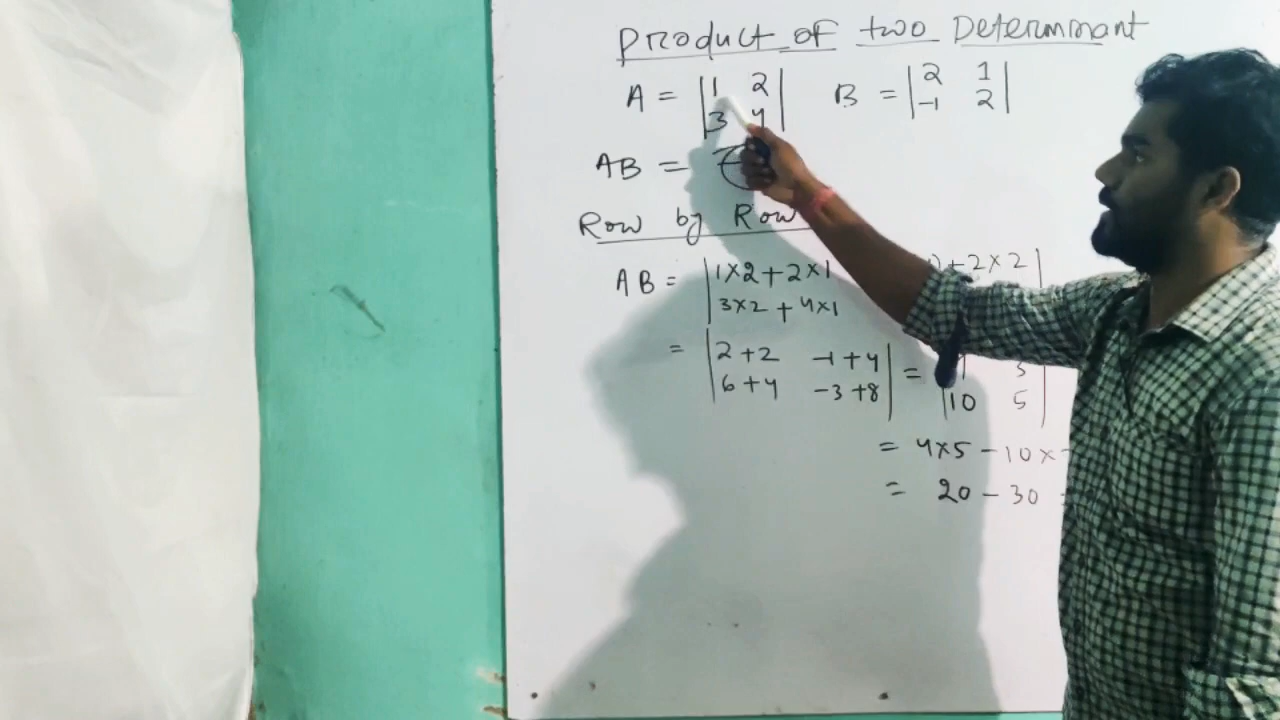 Product of two Determinant
A = |1 2| B = |2 1|
|3 4| |-1 2|
AB =
Row by Row
AB = |1×2+2×1 +2×2|
|3×2+4×1
= |2+2 -1+4| =
|6+4 -3+8| |10 5|
= 4×5-10×
= 20-30